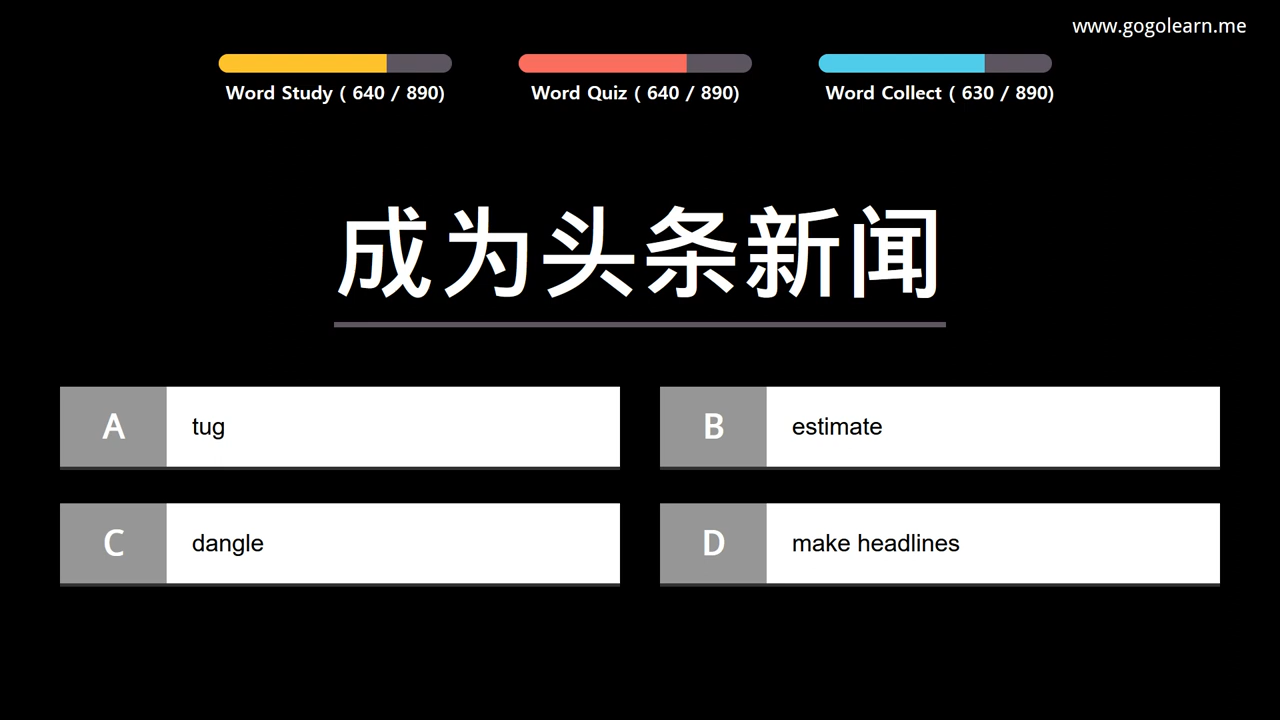 www.gogolearn.me
Word Study ( 640 / 890)
Word Quiz ( 640 / 890)
Word Collect ( 630 / 890)
成为头条新闻
A tug
B estimate
C dangle
D make headlines